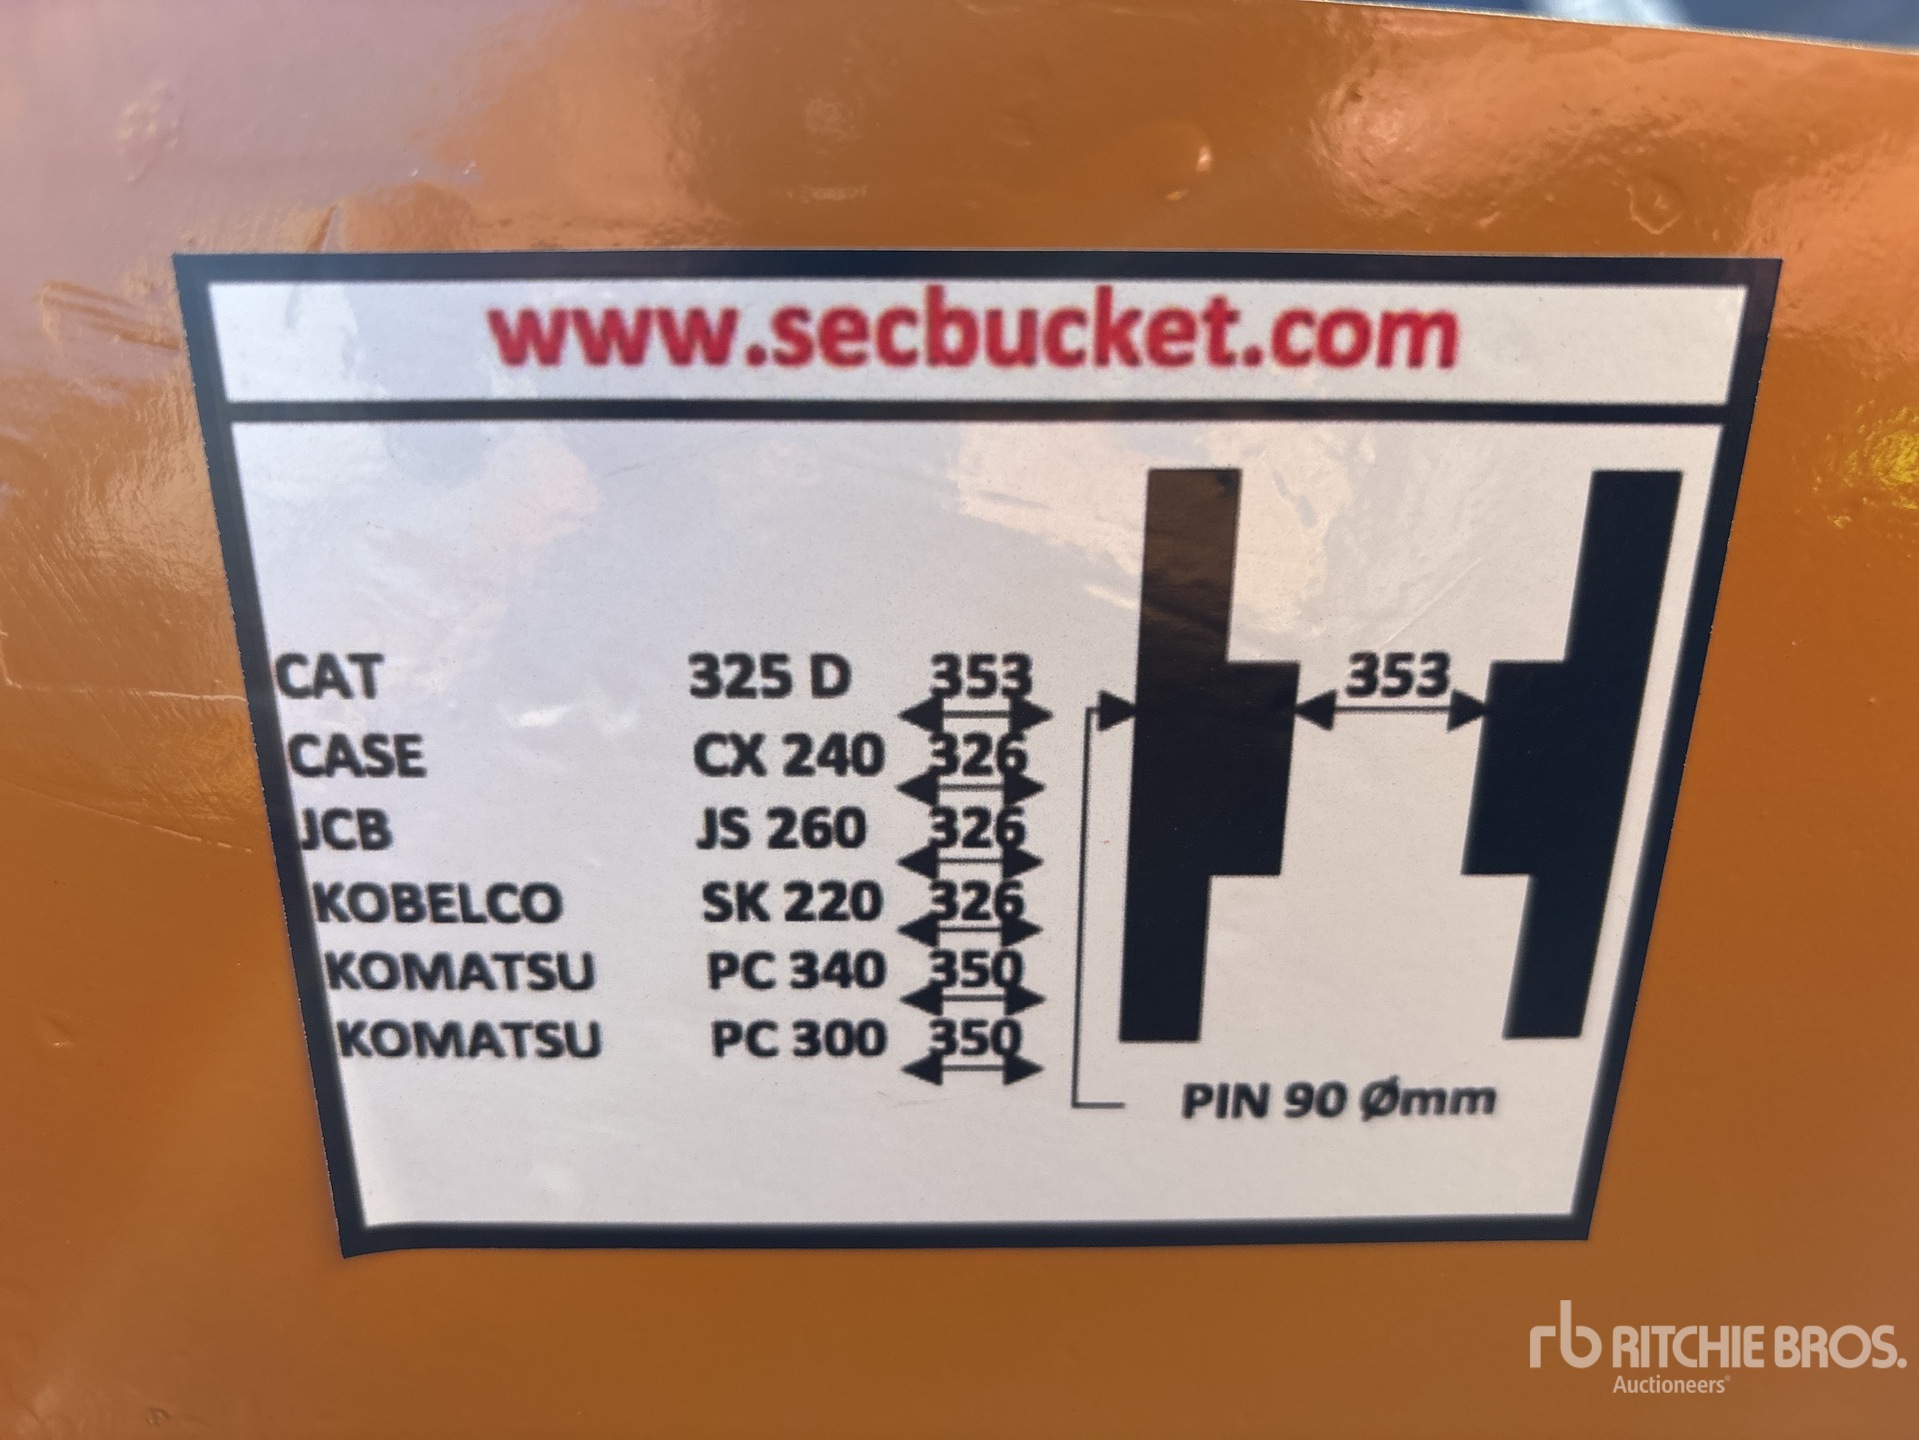 www.secbucket.com
CAT 325 D 353
CASE CX 240 326
JCB JS 260 326
KOBELCO SK 220 326
KOMATSU PC 340 350
KOMATSU PC 300 350
353
PIN 90 Ømm
rb RITCHIE BROS.
Auctioneers®